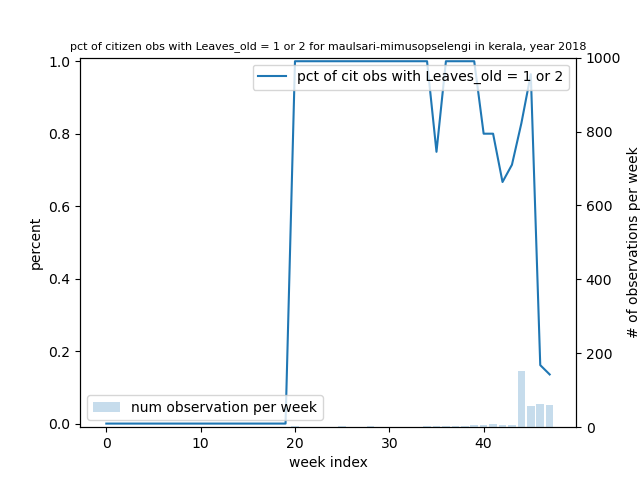 pct of citizen obs with Leaves_old = 1 or 2 for maulsari-mimusopselengi in kerala, year 2018
pct of cit obs with Leaves_old = 1 or 2
num observation per week
percent
1.0
0.8
0.6
0.4
0.2
0.0
1000
800
600
400
200
0
# of observations per week
0 10 20 30 40
week index